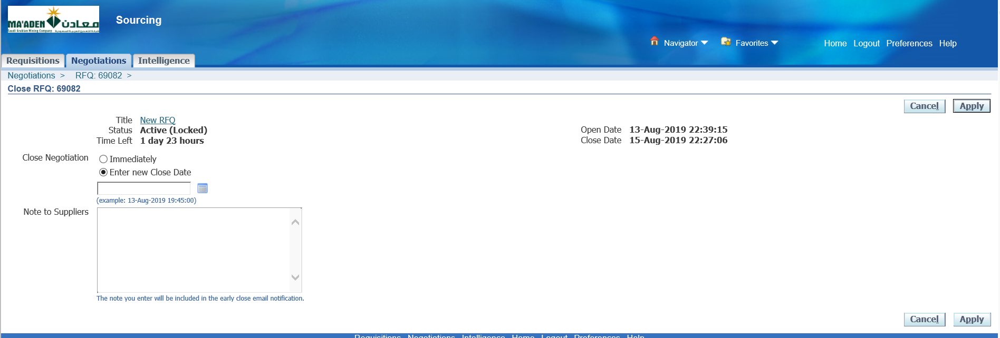 MA'ADEN معادن
Saudi Arabian Mining Company شركة التعدين العربية السعودية
Sourcing
Navigator Favorites Home Logout Preferences Help
Requisitions Negotiations Intelligence
Negotiations > RFQ: 69082 >
Close RFQ: 69082
Cancel Apply
Title New RFQ
Status Active (Locked)
Time Left 1 day 23 hours
Open Date 13-Aug-2019 22:39:15
Close Date 15-Aug-2019 22:27:06
Close Negotiation Immediately
Enter new Close Date
(example: 13-Aug-2019 19:45:00)
Note to Suppliers
The note you enter will be included in the early close email notification.
Cancel Apply
Requisitions Negotiations Intelligence Home Logout Preferences Help